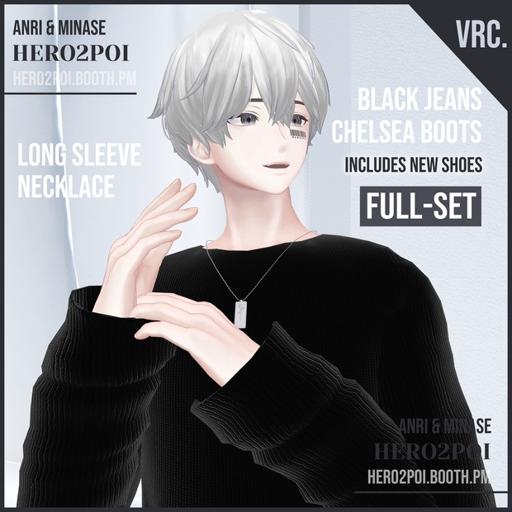 ANRI & MINASE
HERO2POI
HERO2POI.BOOTH.PM
VRC.
LONG SLEEVE
NECKLACE
BLACK JEANS
CHELSEA BOOTS
INCLUDES NEW SHOES
FULL-SET
ANRI & MINASE
HERO2POI
HERO2POI.BOOTH.PM